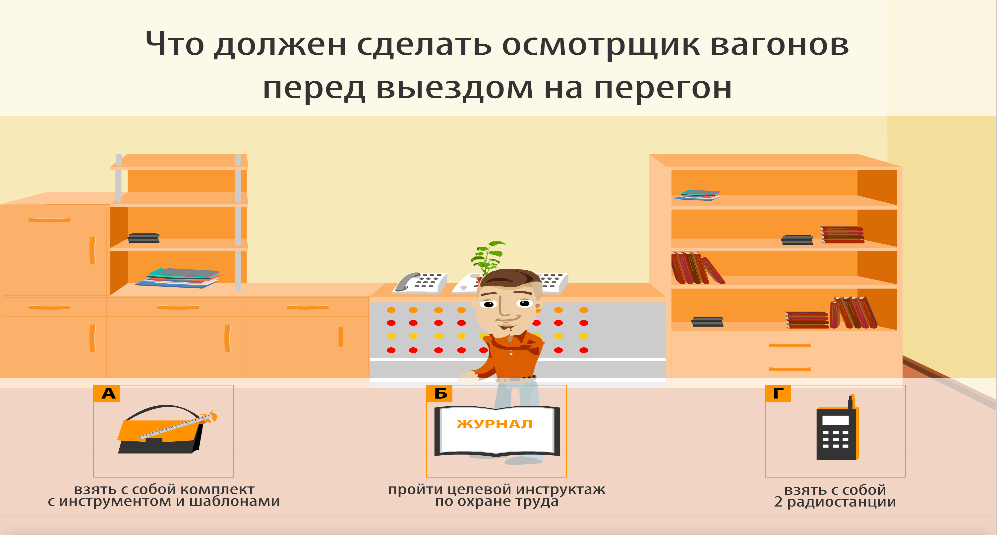 Что должен сделать осмотрщик вагонов
перед выездом на перегон
А
взять с собой комплект
с инструментом и шаблонами
Б
ЖУРНАЛ
пройти целевой инструктаж
по охране труда
Г
взять с собой
2 радиостанции